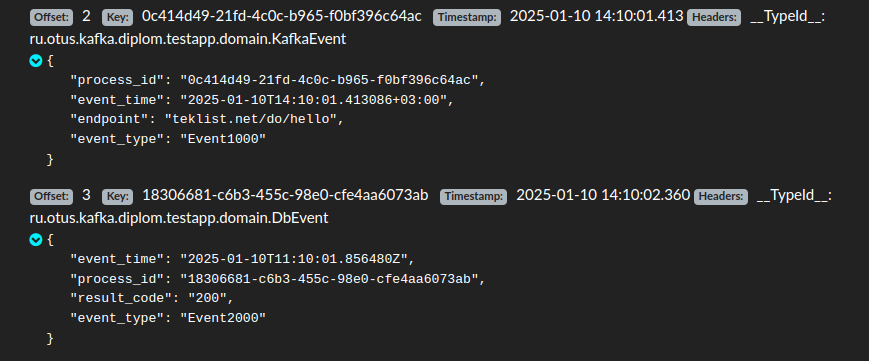 Offset: 2 Key: 0c414d49-21fd-4c0c-b965-f0bf396c64ac Timestamp: 2025-01-10 14:10:01.413 Headers: __TypeId__:
ru.otus.kafka.diplom.testapp.domain.KafkaEvent
{
"process_id": "0c414d49-21fd-4c0c-b965-f0bf396c64ac",
"event_time": "2025-01-10T14:10:01.413086+03:00",
"endpoint": "teklist.net/do/hello",
"event_type": "Event1000"
}
Offset: 3 Key: 18306681-c6b3-455c-98e0-cfe4aa6073ab Timestamp: 2025-01-10 14:10:02.360 Headers: __TypeId__:
ru.otus.kafka.diplom.testapp.domain.DbEvent
{
"event_time": "2025-01-10T11:10:01.856480Z",
"process_id": "18306681-c6b3-455c-98e0-cfe4aa6073ab",
"result_code": "200",
"event_type": "Event2000"
}